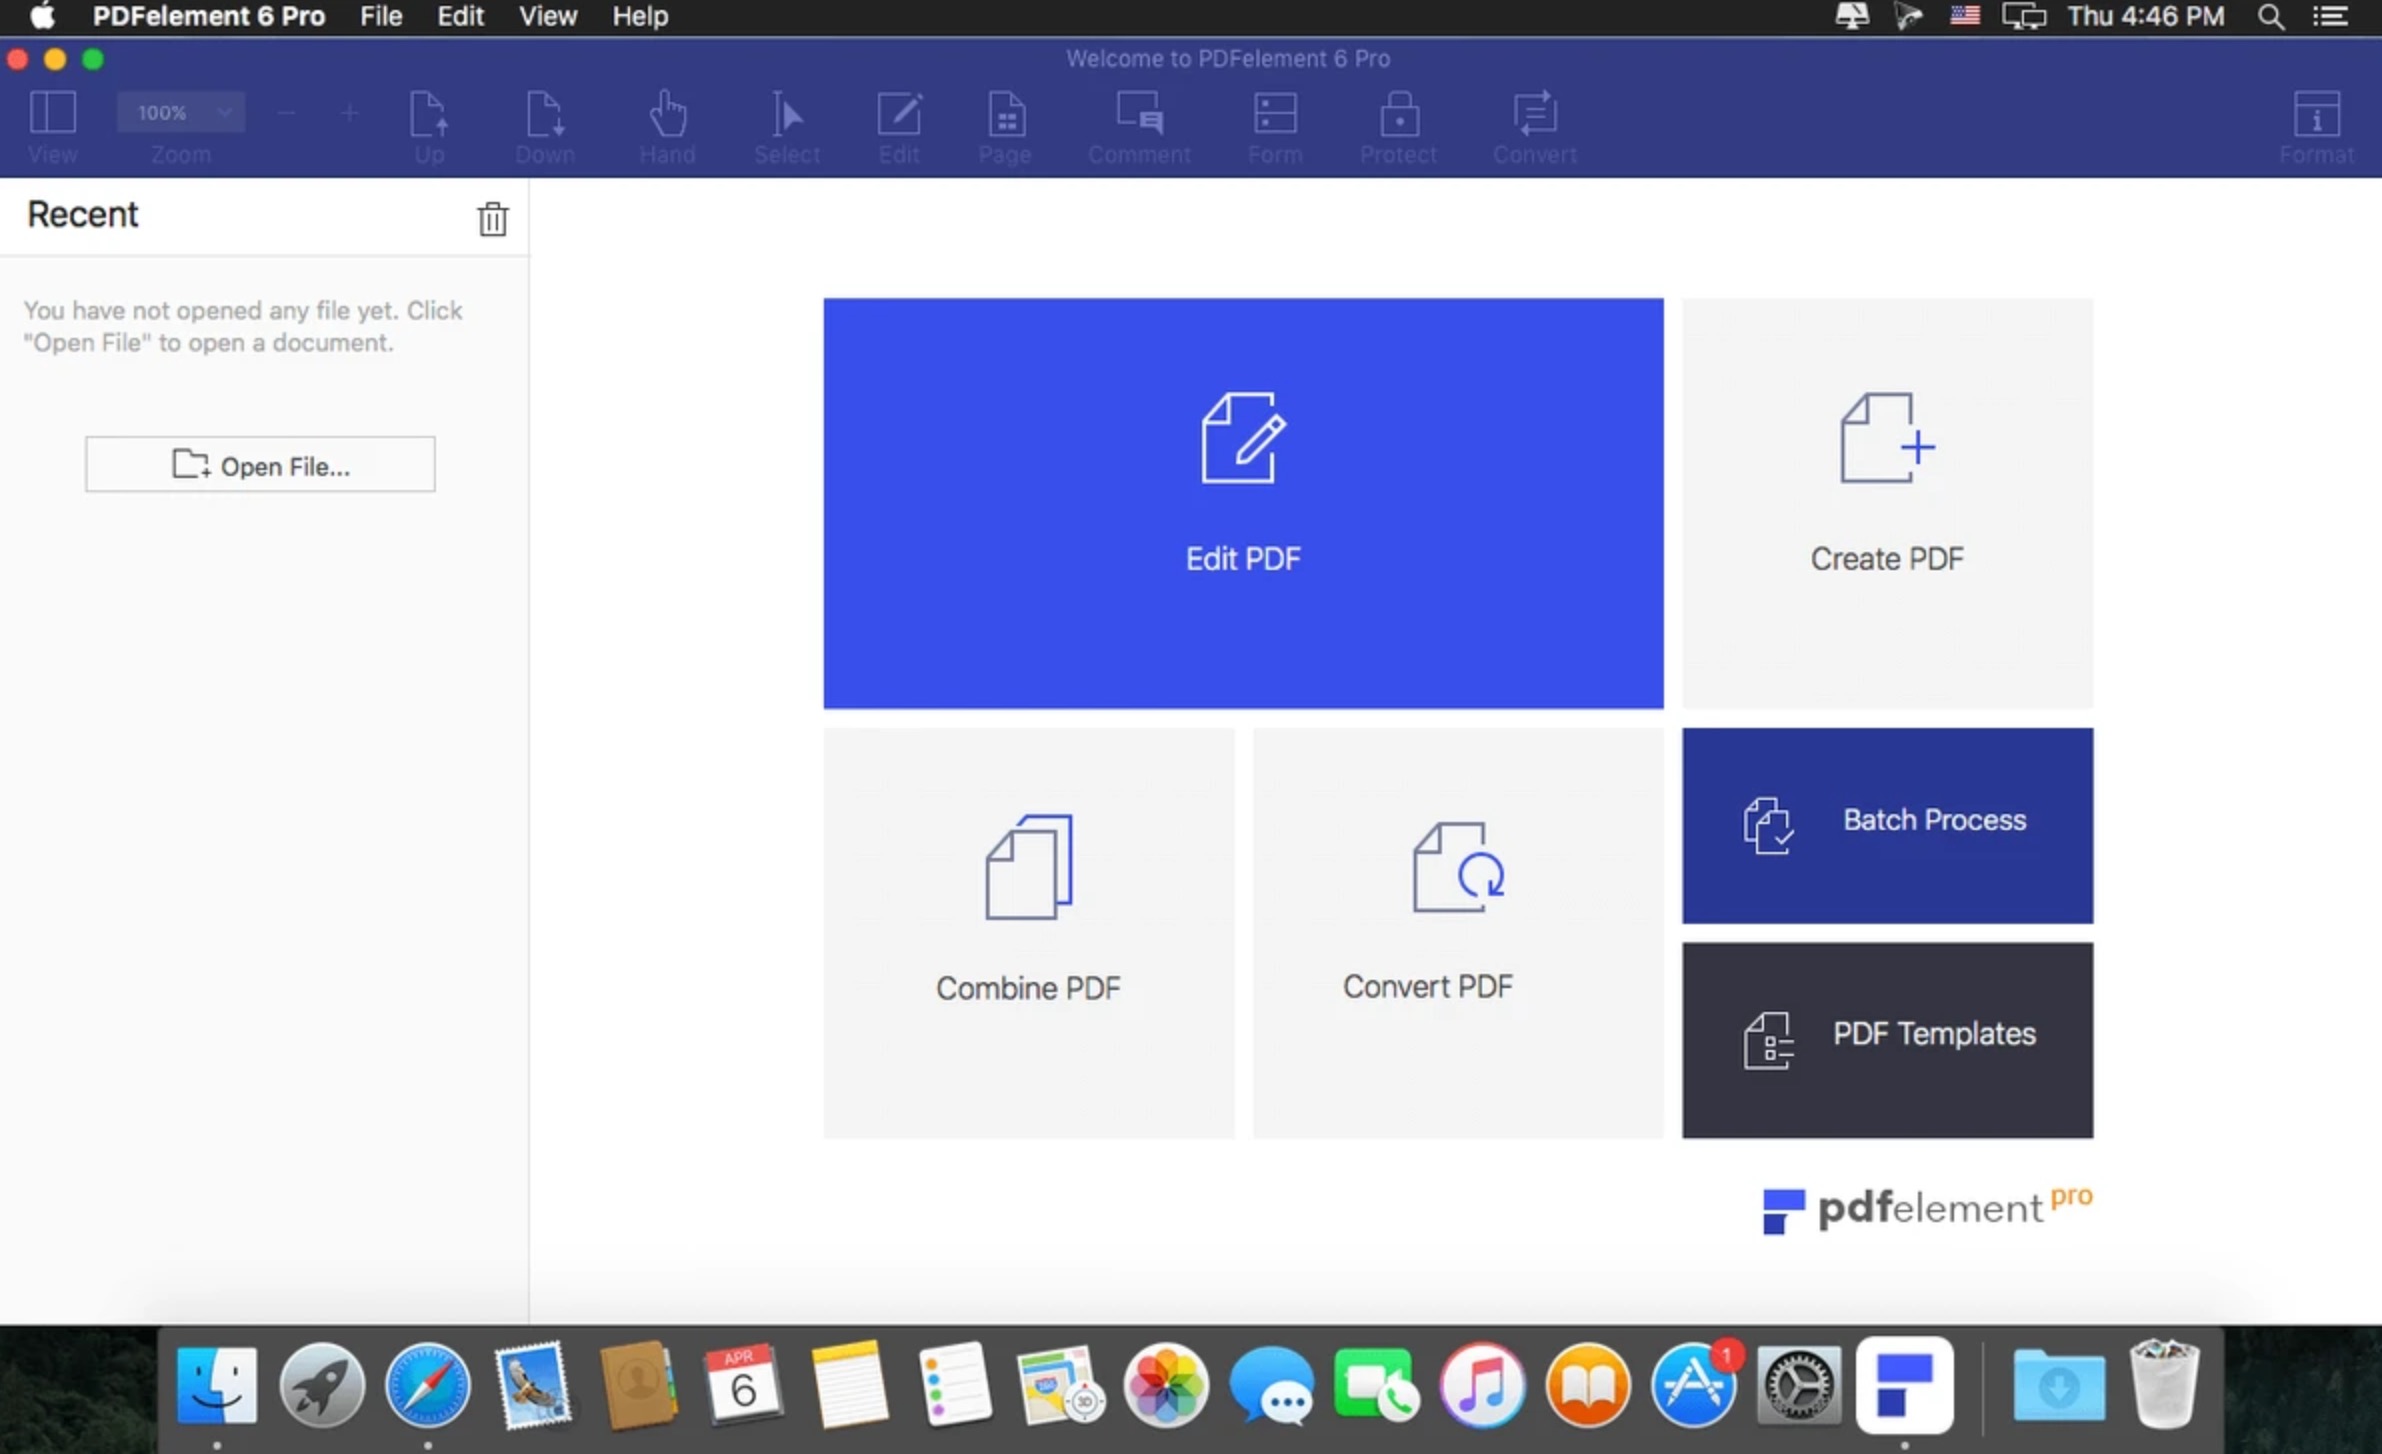 PDFelement 6 Pro File Edit View Help Thu 4:46 PM
Welcome to PDFelement 6 Pro
100%
View Zoom Up Down Hand Select Edit Page Comment Form Protect Convert Format
Recent
You have not opened any file yet. Click
"Open File" to open a document.
Open File...
Edit PDF
Create PDF
Combine PDF
Convert PDF
Batch Process
PDF Templates
pdfelement pro
APR
6
3D
1